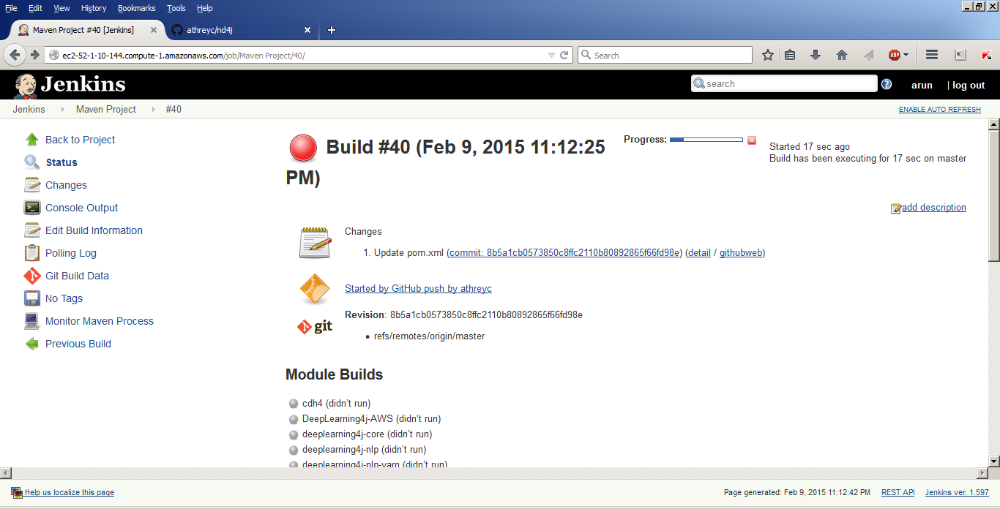 File Edit View History Bookmarks Tools Help
Maven Project #40 [Jenkins] athreyc/nd4j
ec2-52-1-10-144.compute-1.amazonaws.com/job/Maven Project/40/ Search ABP K
Jenkins search arun | log out
Jenkins Maven Project #40 ENABLE AUTO REFRESH
Back to Project
Status
Changes
Console Output
Edit Build Information
Polling Log
Git Build Data
No Tags
Monitor Maven Process
Previous Build
Build #40 (Feb 9, 2015 11:12:25
PM)
Progress:
Started 17 sec ago
Build has been executing for 17 sec on master
add description
Changes
1. Update pom.xml (commit: 8b5a1cb0573850c8ffc2110b80892865f66fd98e) (detail / githubweb)
Started by GitHub push by athreyc
git
Revision: 8b5a1cb0573850c8ffc2110b80892865f66fd98e
• refs/remotes/origin/master
Module Builds
cdh4 (didn't run)
DeepLearning4j-AWS (didn't run)
deeplearning4j-core (didn't run)
deeplearning4j-nlp (didn't run)
deeplearning4j-nlp-yarn (didn't run)
Help us localize this page Page generated: Feb 9, 2015 11:12:42 PM REST API Jenkins ver. 1.597